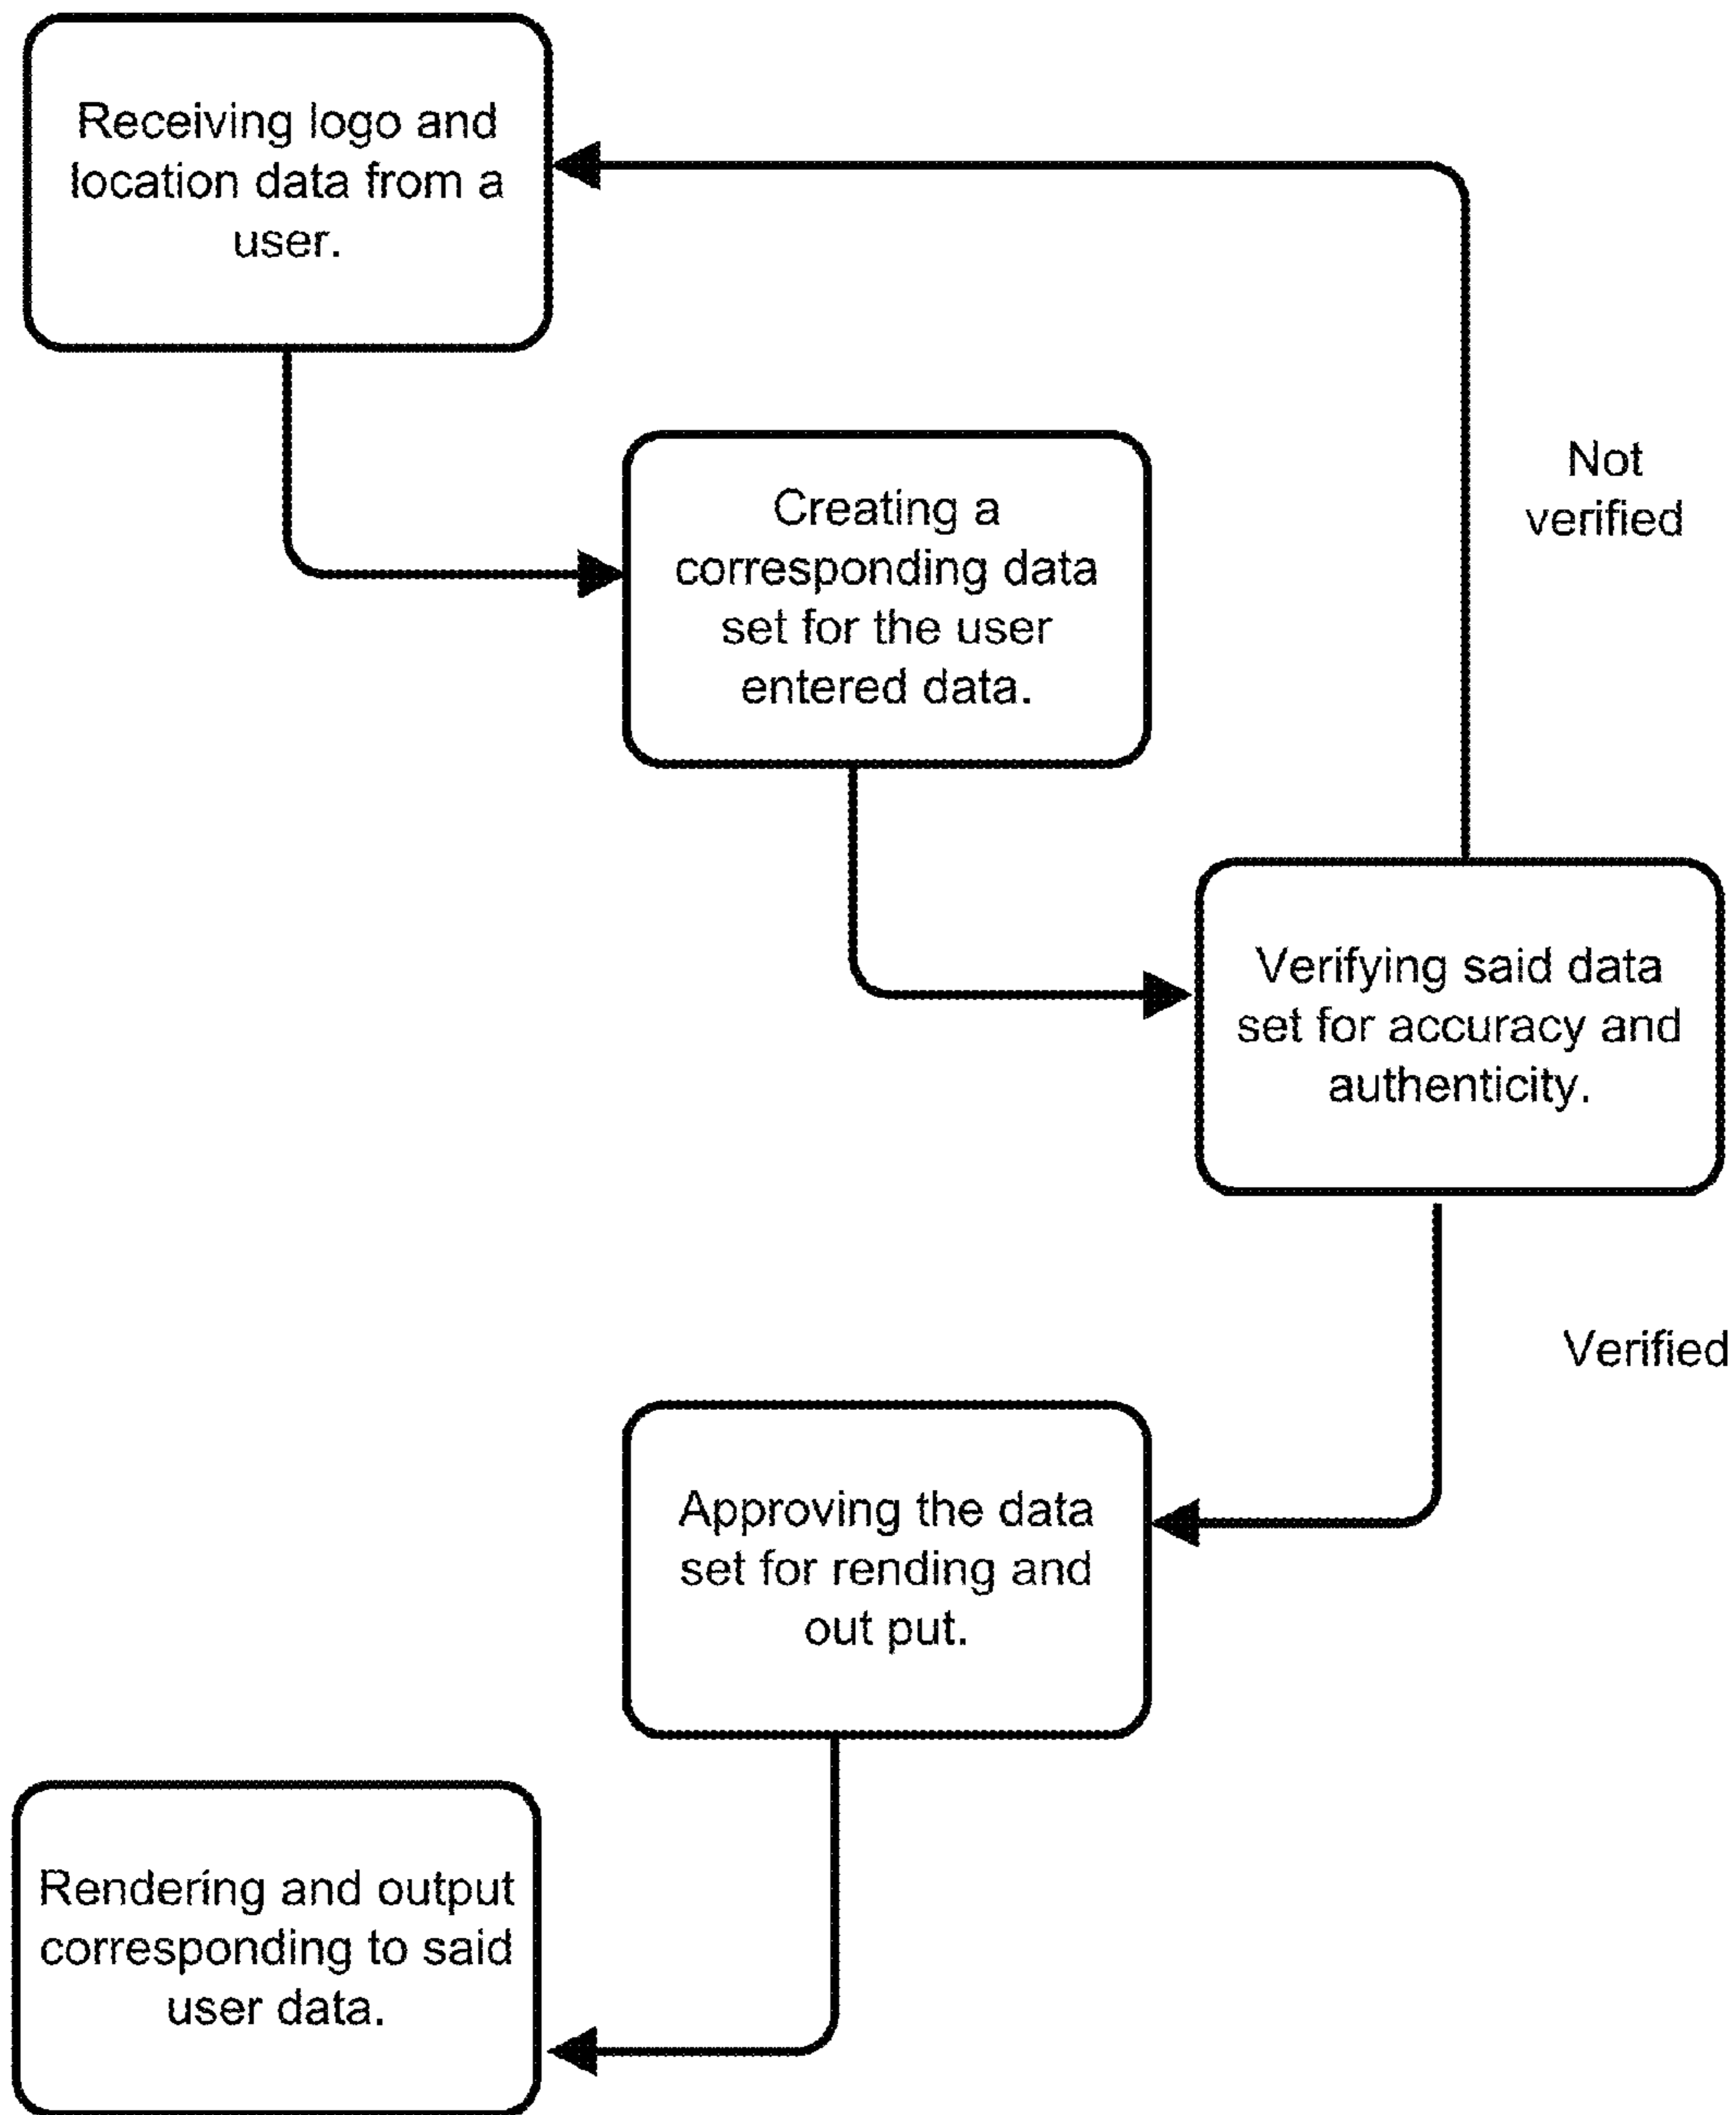 Receiving logo and
location data from a
user.
Creating a
corresponding data
set for the user
entered data.
Not
verified
Verifying said data
set for accuracy and
authenticity.
Verified
Approving the data
set for rending and
out put.
Rendering and output
corresponding to said
user data.